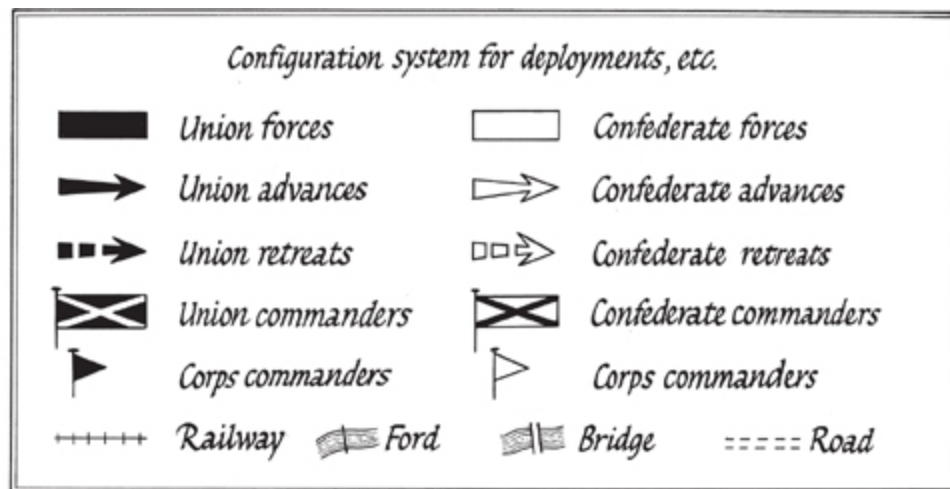 Configuration system for deployments, etc.
Union forces Confederate forces
Union advances Confederate advances
Union retreats Confederate retreats
Union commanders Confederate commanders
Corps commanders Corps commanders
Railway Ford Bridge Road